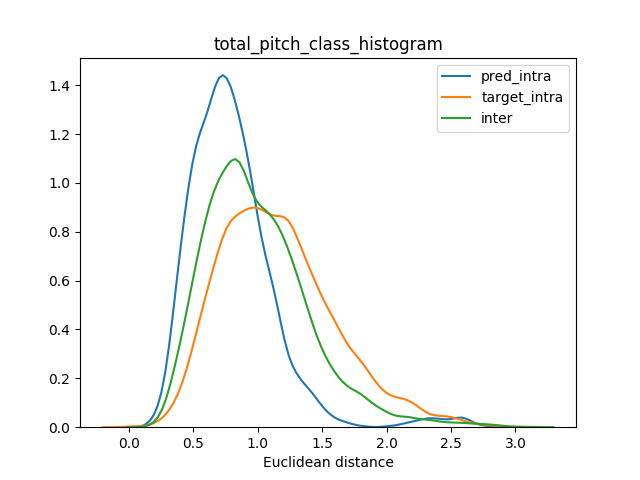 total_pitch_class_histogram
pred_intra
target_intra
inter
1.4
1.2
1.0
0.8
0.6
0.4
0.2
0.0
0.0 0.5 1.0 1.5 2.0 2.5 3.0
Euclidean distance